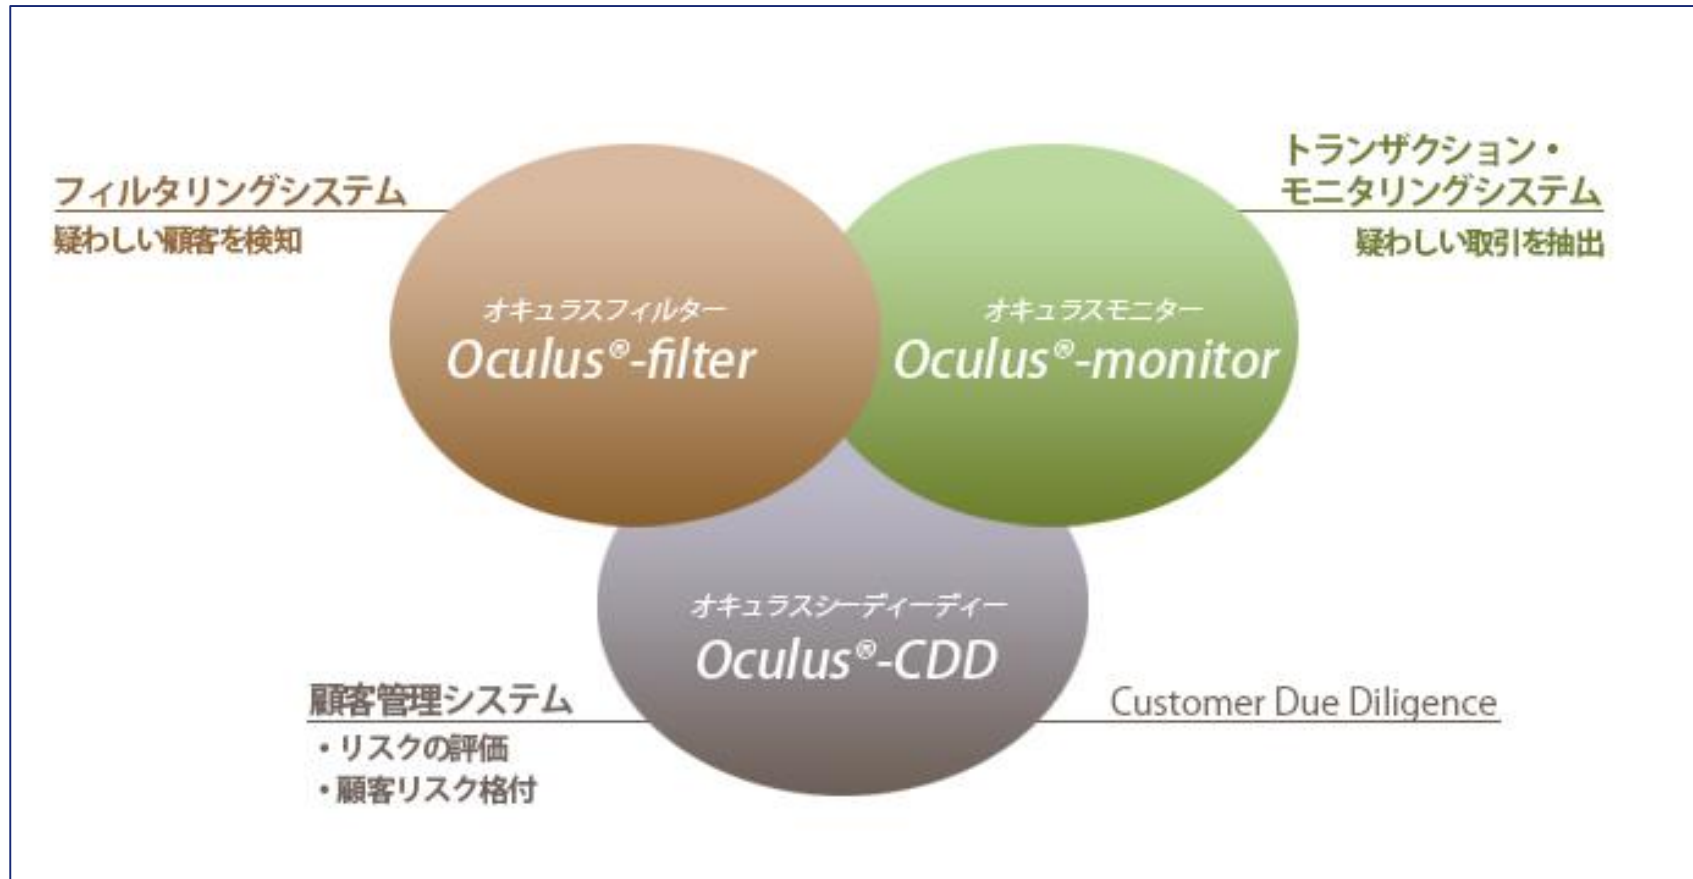 フィルタリングシステム
疑わしい顧客を検知
トランザクション・
モニタリングシステム
疑わしい取引を抽出
オキュラスフィルター
Oculus®-filter
オキュラスモニター
Oculus®-monitor
オキュラスシーディーディー
Oculus®-CDD
顧客管理システム
・リスクの評価
・顧客リスク格付
Customer Due Diligence